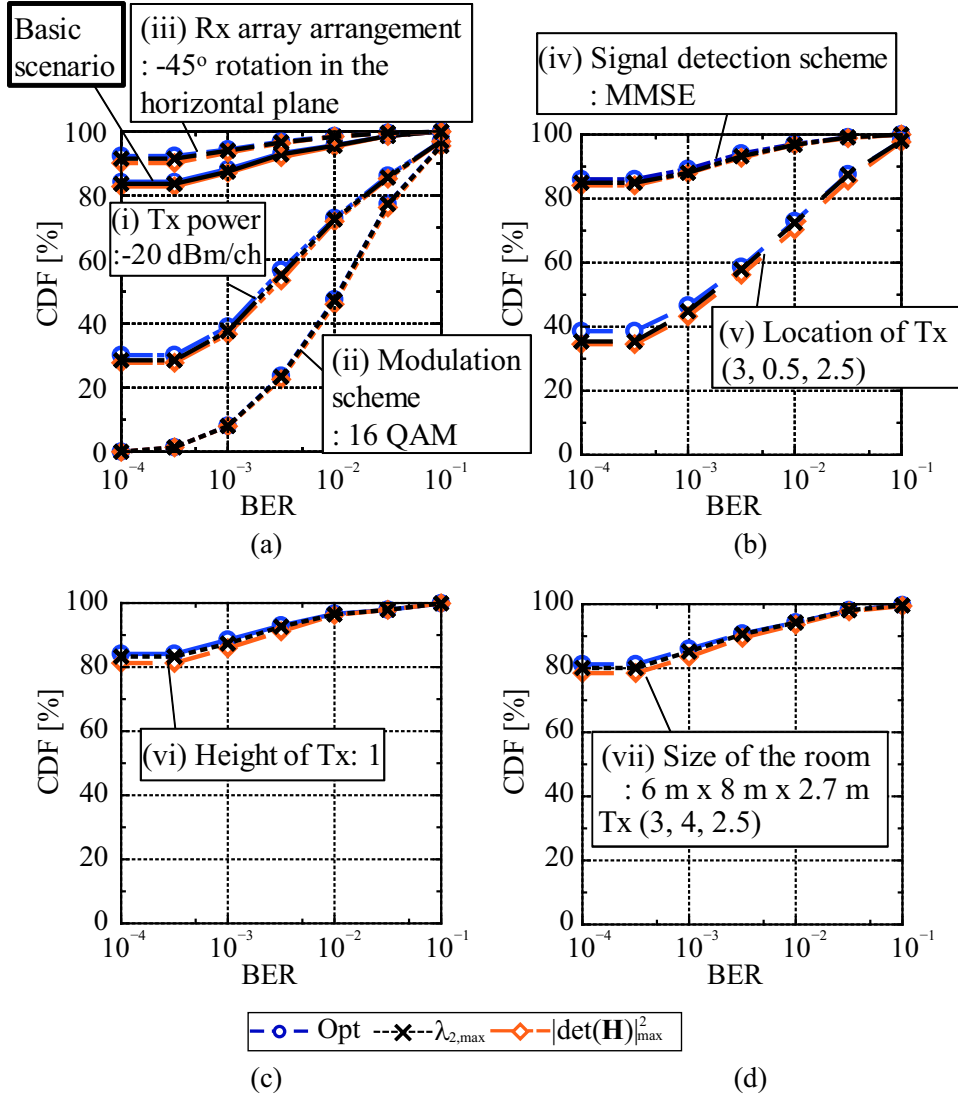 Basic
scenario
(iii) Rx array arrangement
: -45° rotation in the
horizontal plane
100
80
60
40
20
0
CDF [%]
(i) Tx power
:-20 dBm/ch
(ii) Modulation
scheme
: 16 QAM
10⁻⁴ 10⁻³ 10⁻² 10⁻¹
BER
(a)
(iv) Signal detection scheme
: MMSE
100
80
60
40
20
0
CDF [%]
(v) Location of Tx
(3, 0.5, 2.5)
10⁻⁴ 10⁻³ 10⁻² 10⁻¹
BER
(b)
100
80
60
40
20
0
CDF [%]
(vi) Height of Tx: 1
10⁻⁴ 10⁻³ 10⁻² 10⁻¹
BER
100
80
60
40
20
0
CDF [%]
(vii) Size of the room
: 6 m x 8 m x 2.7 m
Tx (3, 4, 2.5)
10⁻⁴ 10⁻³ 10⁻² 10⁻¹
BER
Opt λ2,max |det(H)|²max
(c)
(d)